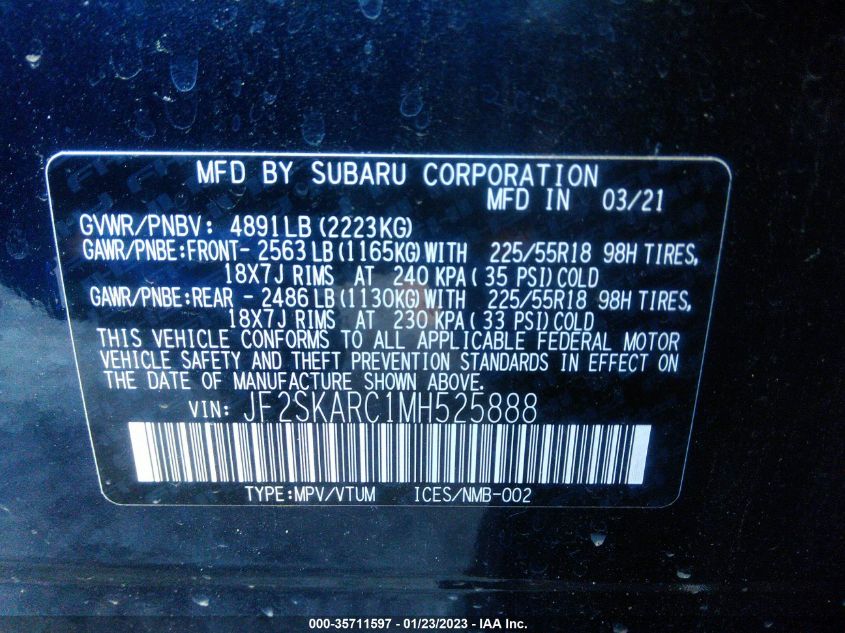 MFD BY SUBARU CORPORATION
MFD IN 03/21
GVWR/PNBV: 4891LB (2223KG)
GAWR/PNBE:FRONT- 2563 LB (1165KG) WITH 225/55R18 98H TIRES,
18X7J RIMS AT 240 KPA ( 35 PSI) COLD
GAWR/PNBE:REAR - 2486 LB (1130KG) WITH 225/55R18 98H TIRES,
18X7J RIMS AT 230 KPA ( 33 PSI) COLD
THIS VEHICLE CONFORMS TO ALL APPLICABLE FEDERAL MOTOR
VEHICLE SAFETY AND THEFT PREVENTION STANDARDS IN EFFECT ON
THE DATE OF MANUFACTURE SHOWN ABOVE.
VIN: JF2SKARC1MH525888
TYPE:MPV/VTUM ICES/NMB-002
000-35711597 - 01/23/2023 - IAA Inc.